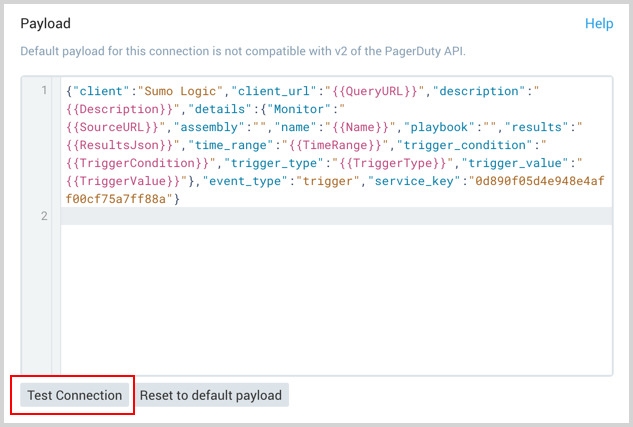 Payload Help
Default payload for this connection is not compatible with v2 of the PagerDuty API.
1 {"client":"Sumo Logic","client_url":"{{QueryURL}}","description":"
{{Description}}","details":{"Monitor":"
{{SourceURL}}","assembly":"","name":"{{Name}}","playbook":"","results":"
{{ResultsJson}}","time_range":"{{TimeRange}}","trigger_condition":"
{{TriggerCondition}}","trigger_type":"{{TriggerType}}","trigger_value":"
{{TriggerValue}}"},"event_type":"trigger","service_key":"0d890f05d4e948e4af
f00cf75a7ff88a"}
2
Test Connection Reset to default payload